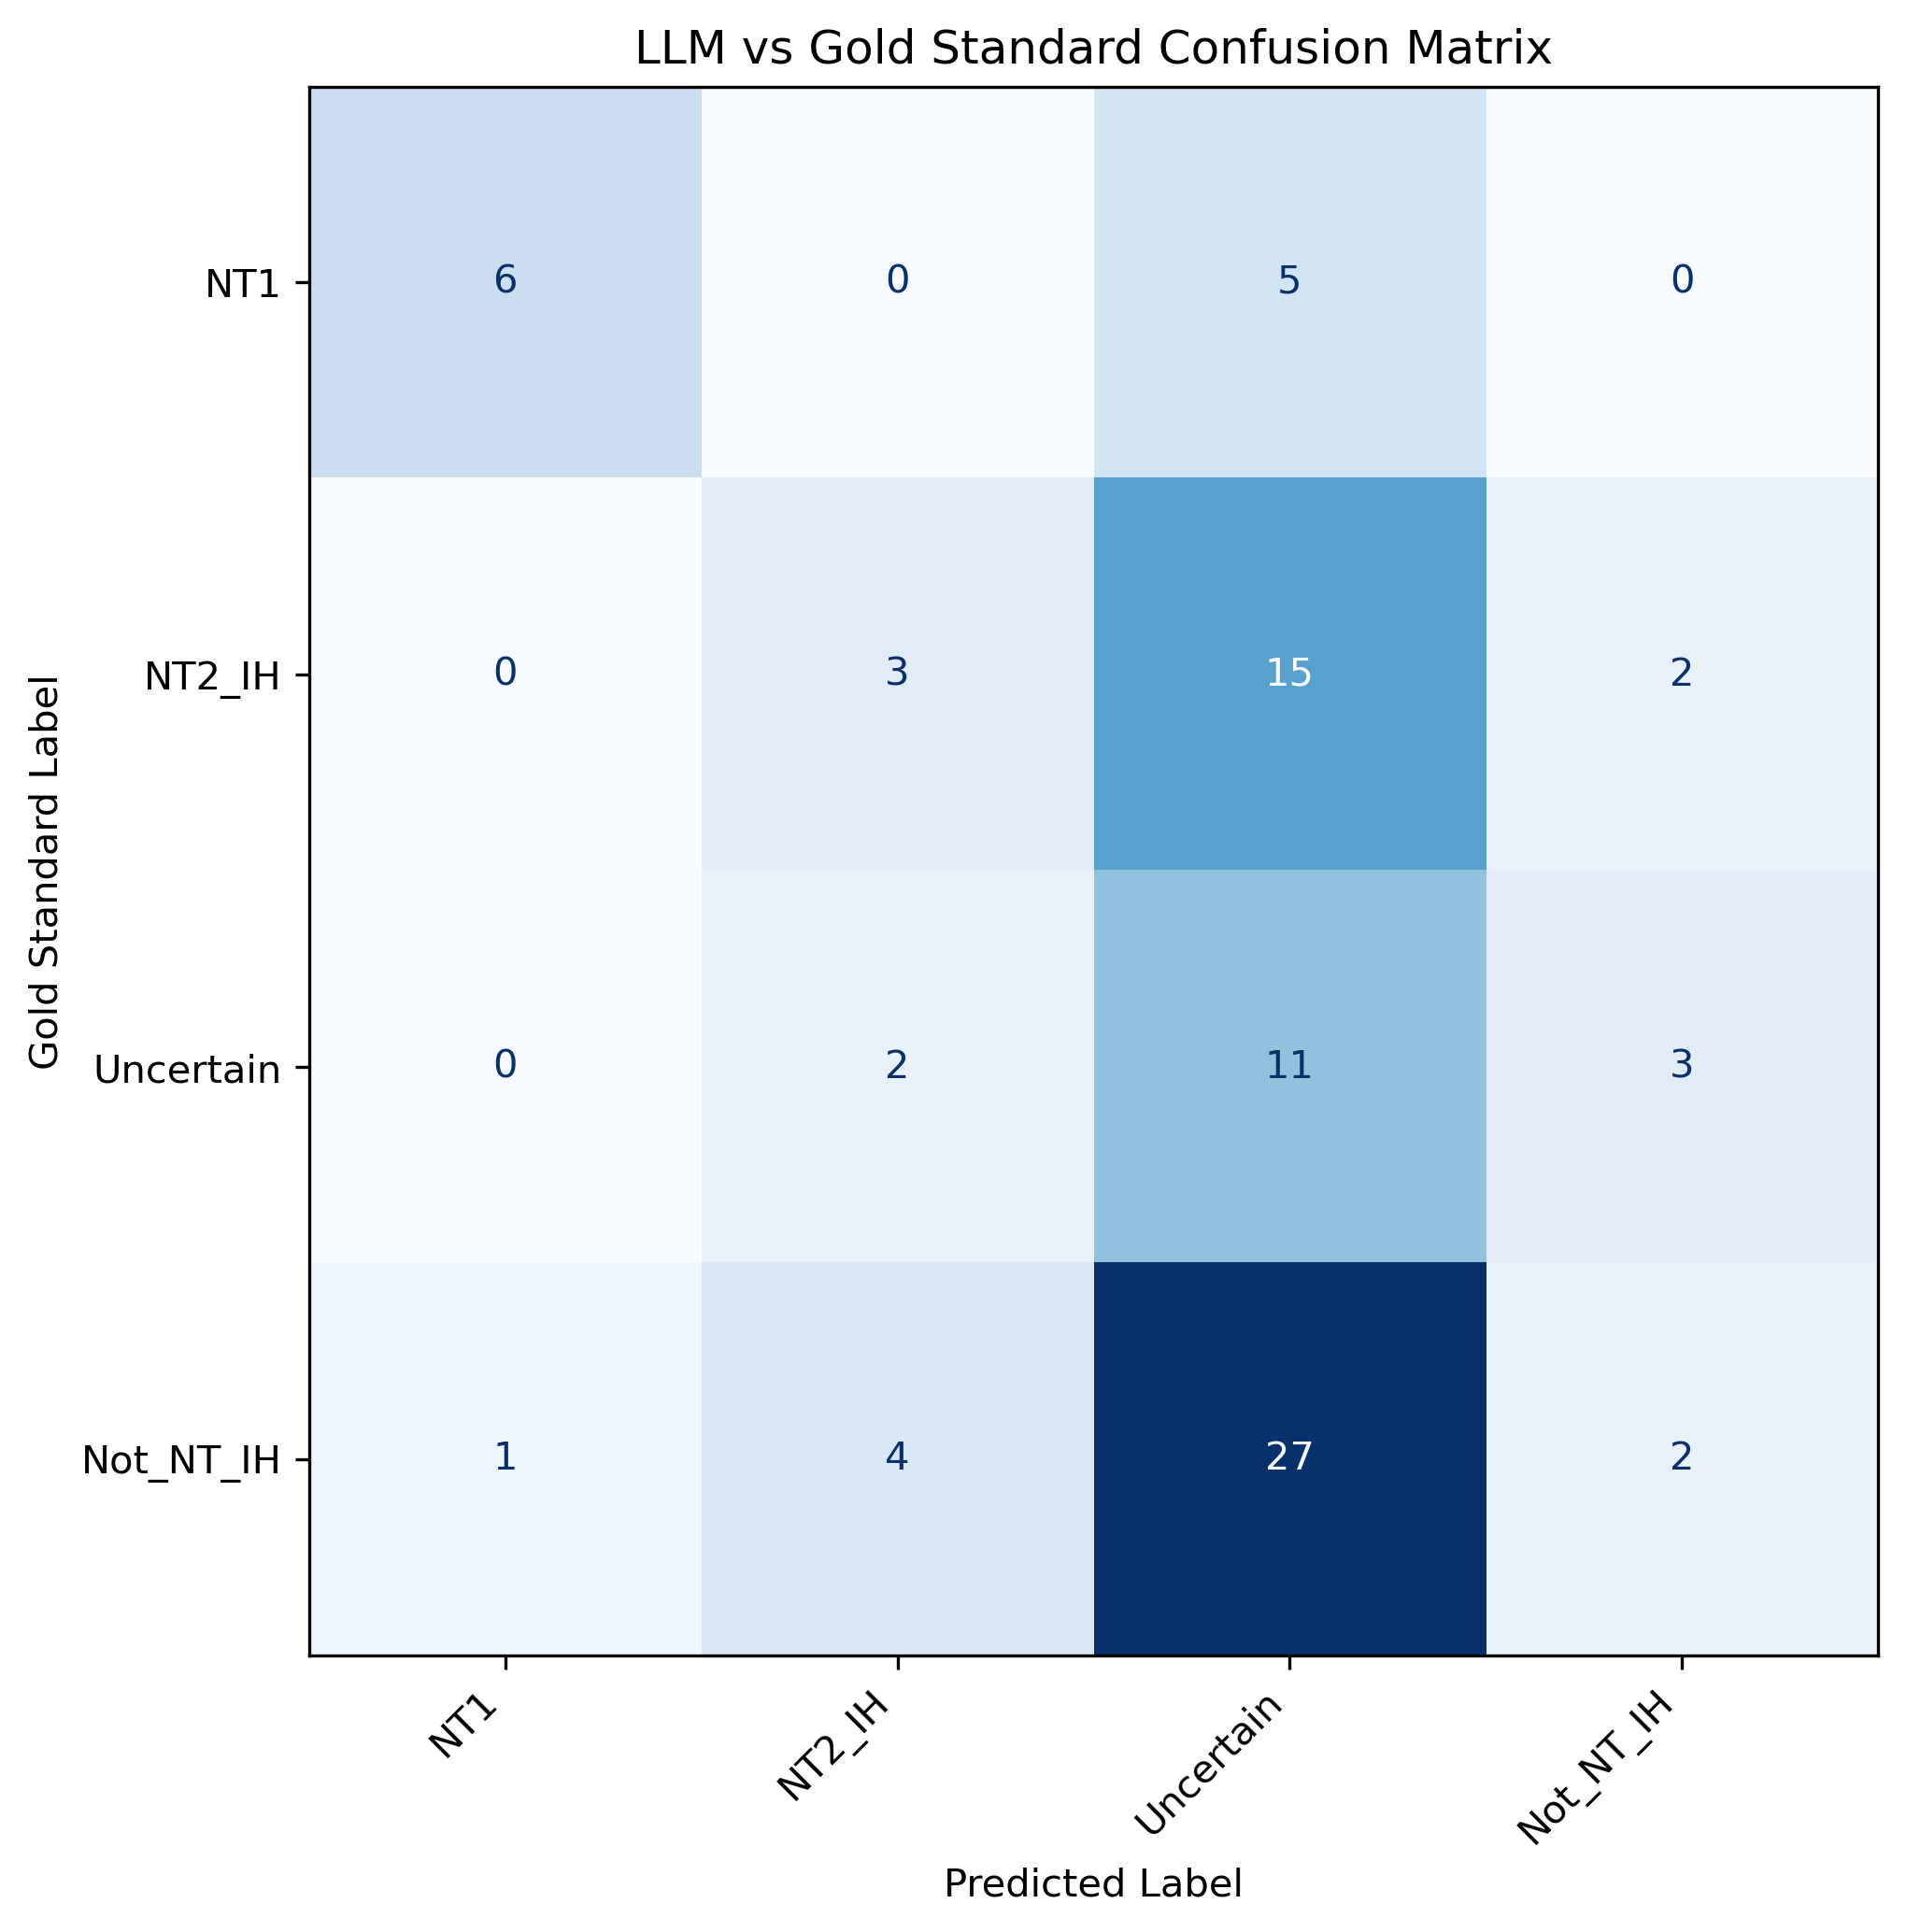 LLM vs Gold Standard Confusion Matrix
Gold Standard Label
NT1
6 0 5 0
NT2_IH
0 3 15 2
Uncertain
0 2 11 3
Not_NT_IH
1 4 27 2
NT1
NT2_IH
Uncertain
Not_NT_IH
Predicted Label